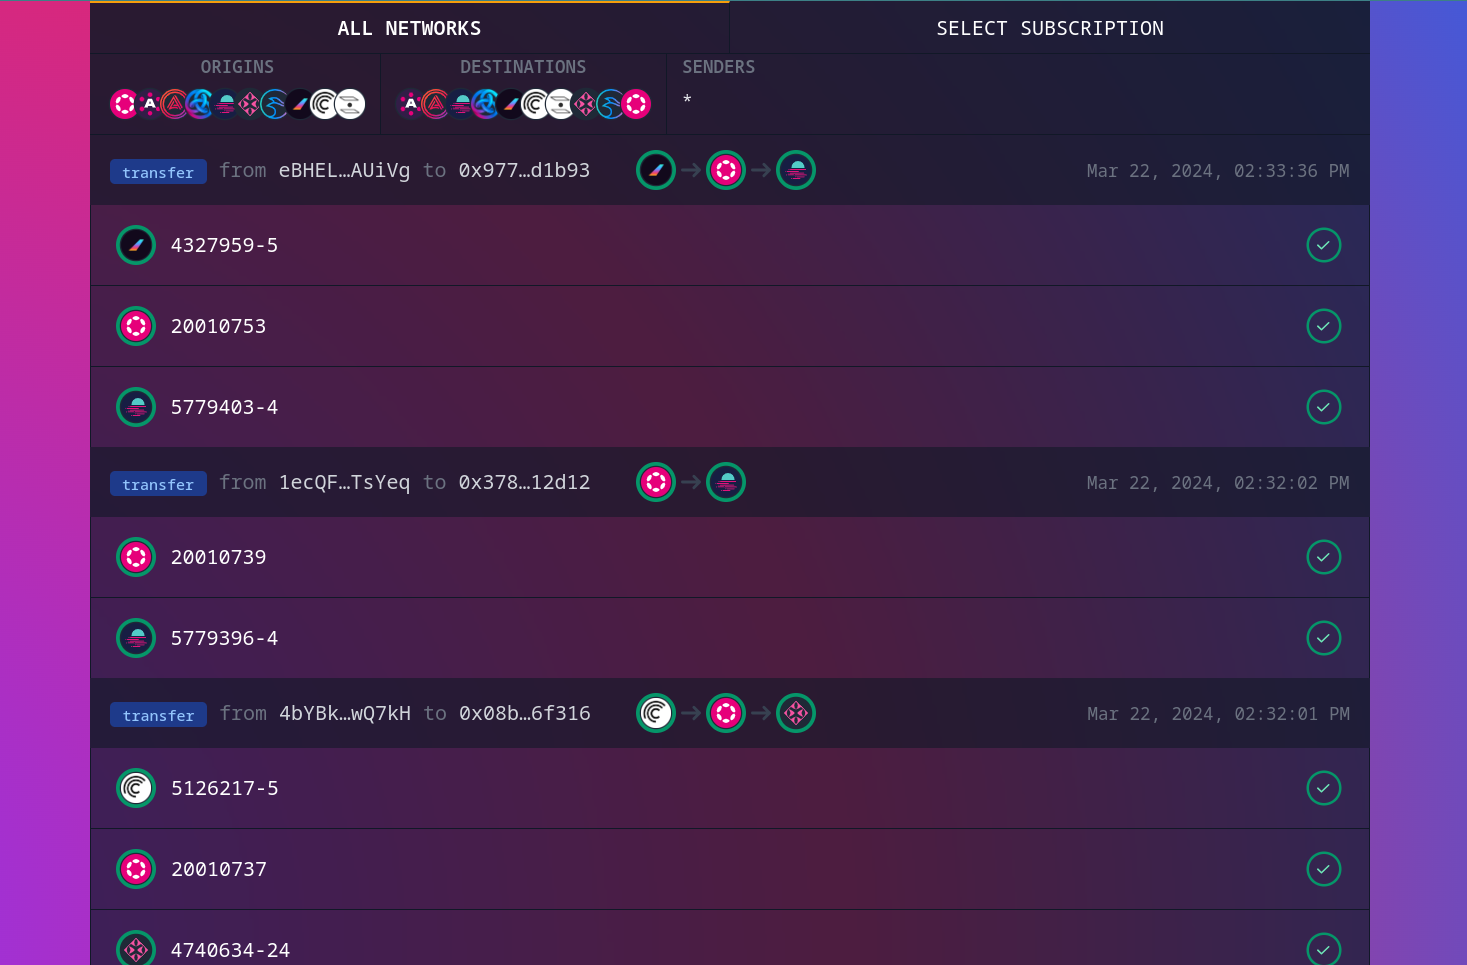 ALL NETWORKS
SELECT SUBSCRIPTION
ORIGINS
DESTINATIONS
SENDERS
*
transfer from eBHEL…AUiVg to 0x977…d1b93
Mar 22, 2024, 02:33:36 PM
4327959-5
20010753
5779403-4
transfer from 1ecQF…TsYeq to 0x378…12d12
Mar 22, 2024, 02:32:02 PM
20010739
5779396-4
transfer from 4bYBk…wQ7kH to 0x08b…6f316
Mar 22, 2024, 02:32:01 PM
5126217-5
20010737
4740634-24